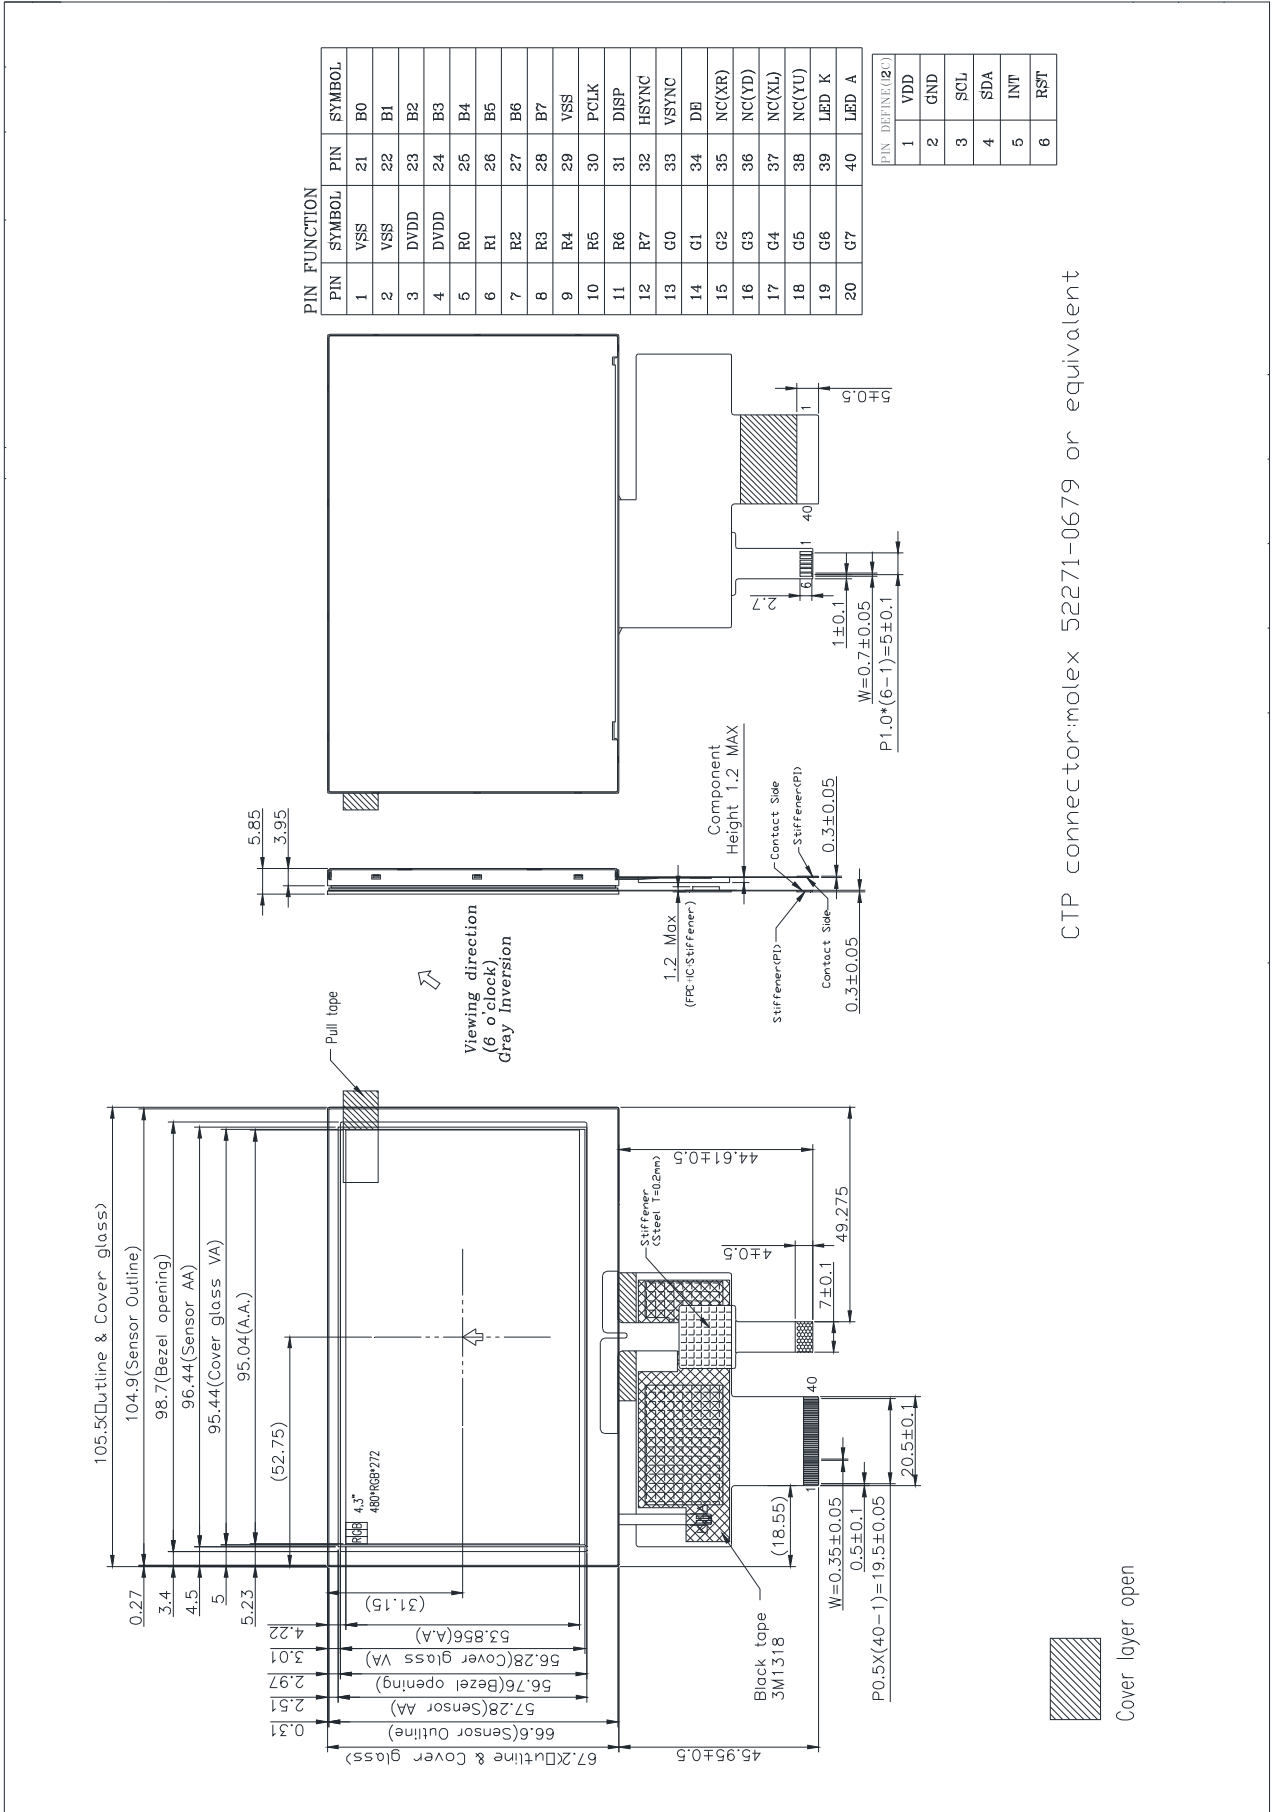 PIN FUNCTION
PIN SYMBOL PIN SYMBOL
1 VSS 21 B0
2 VSS 22 B1
3 DVDD 23 B2
4 DVDD 24 B3
5 R0 25 B4
6 R1 26 B5
7 R2 27 B6
8 R3 28 B7
9 R4 29 VSS
10 R5 30 PCLK
11 R6 31 DISP
12 R7 32 HSYNC
13 G0 33 VSYNC
14 G1 34 DE
15 G2 35 NC(XR)
16 G3 36 NC(YD)
17 G4 37 NC(XL)
18 G5 38 NC(YU)
19 G6 39 LED K
20 G7 40 LED A
PIN DEFINE(I2C)
1 VDD
2 GND
3 SCL
4 SDA
5 INT
6 RST
105.5(Outline & Cover glass)
104.9(Sensor Outline)
98.7(Bezel opening)
96.44(Sensor AA)
95.44(Cover glass VA)
95.04(A.A.)
(52.75)
0.27
3.4
4.5
5
5.23
RGB
4.3"
480*RGB*272
(31.15)
4.22
53.856(A.A)
3.01
56.28(Cover glass VA)
2.97
56.76(Bezel opening)
2.51
57.28(Sensor AA)
0.31
66.6(Sensor Outline)
67.2(Outline & Cover glass)
45.95±0.5
Pull tape
44.61±0.5
Stiffener
(Steel T=0.2mm)
4±0.5
49.275
7±0.1
40
1
20.5±0.1
(18.55)
W=0.35±0.05
0.5±0.1
P0.5X(40-1)=19.5±0.05
Black tape
3M1318
5.85
3.95
Viewing direction
(6 o'clock)
Gray Inversion
1.2 Max
(FPC+IC+Stiffener)
Component
Height 1.2 MAX
Contact Side
Stiffener(PI)
0.3±0.05
Stiffener(PI)
Contact Side
0.3±0.05
5±0.5
1
40
1
6
2.7
1±0.1
W=0.7±0.05
P1.0*(6-1)=5±0.1
CTP connector:molex 52271-0679 or equivalent
Cover layer open